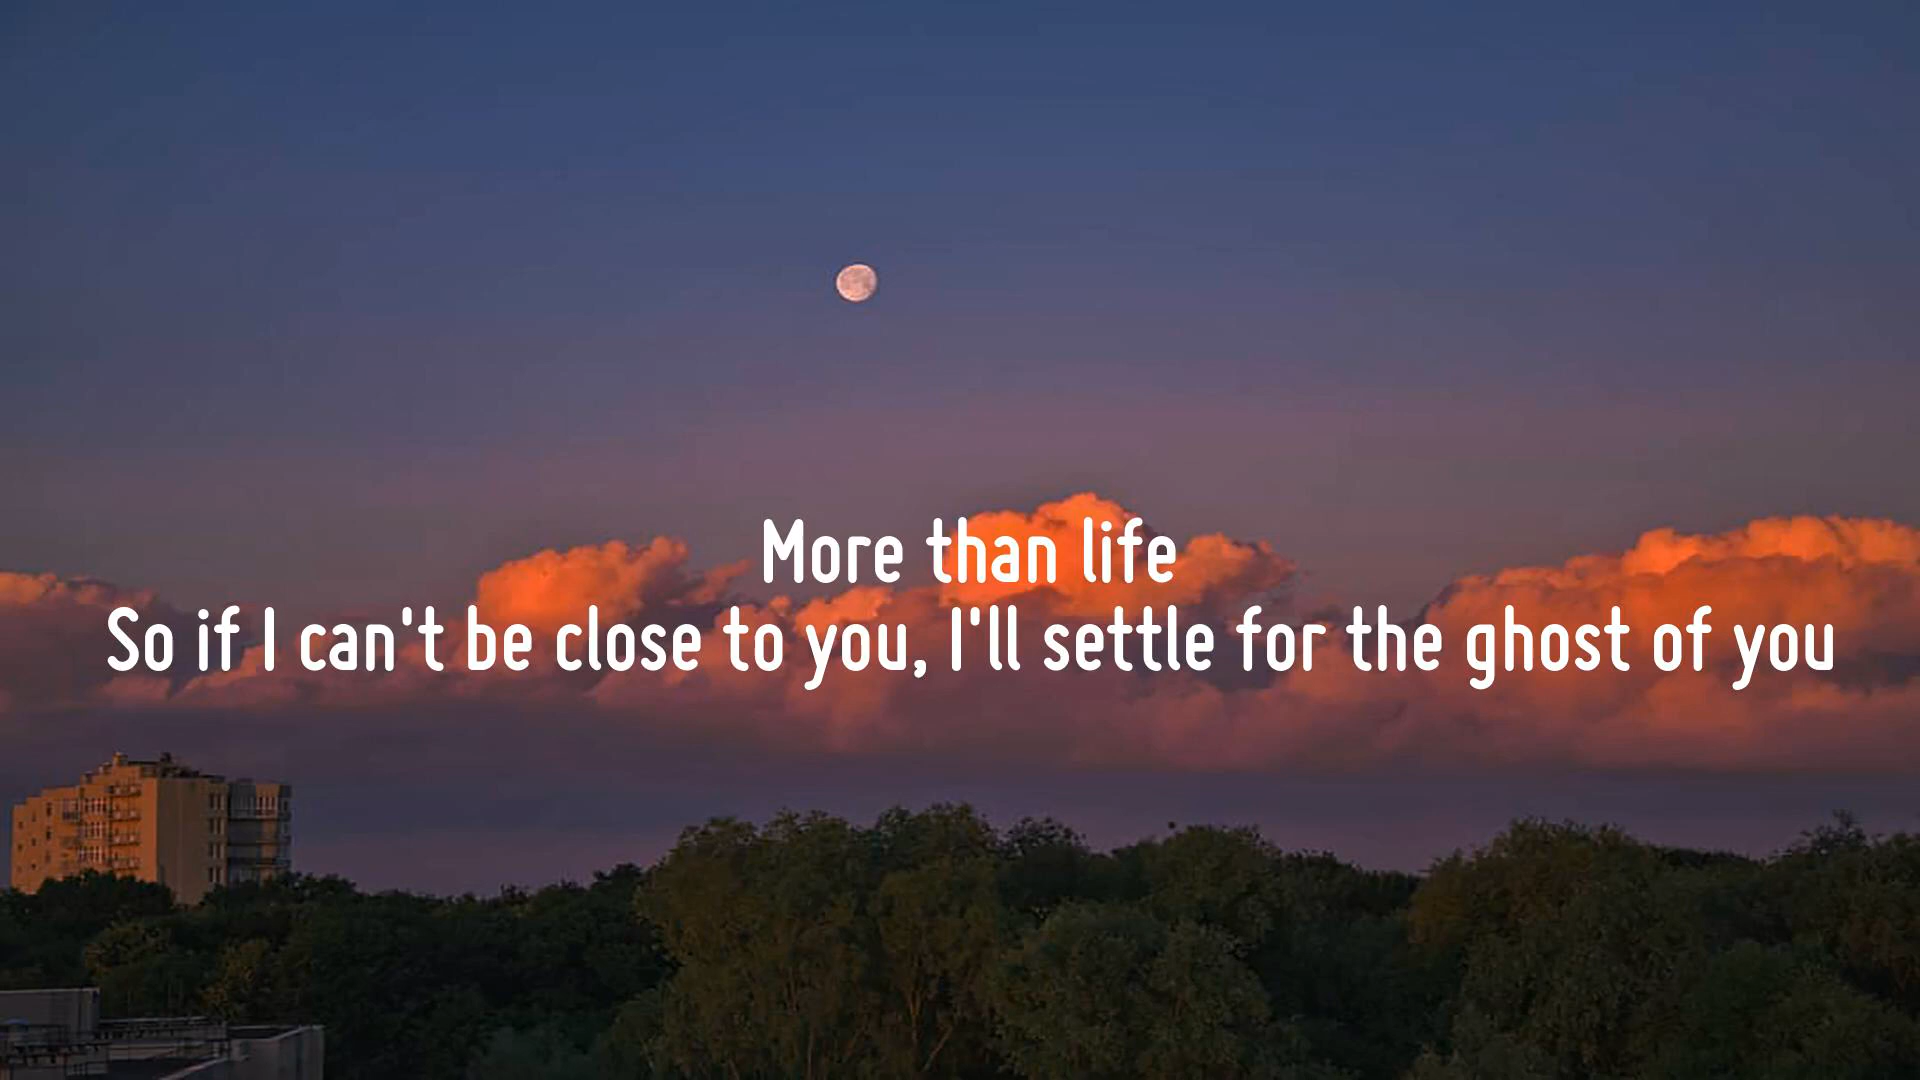 More than life
So if I can't be close to you, I'll settle for the ghost of you